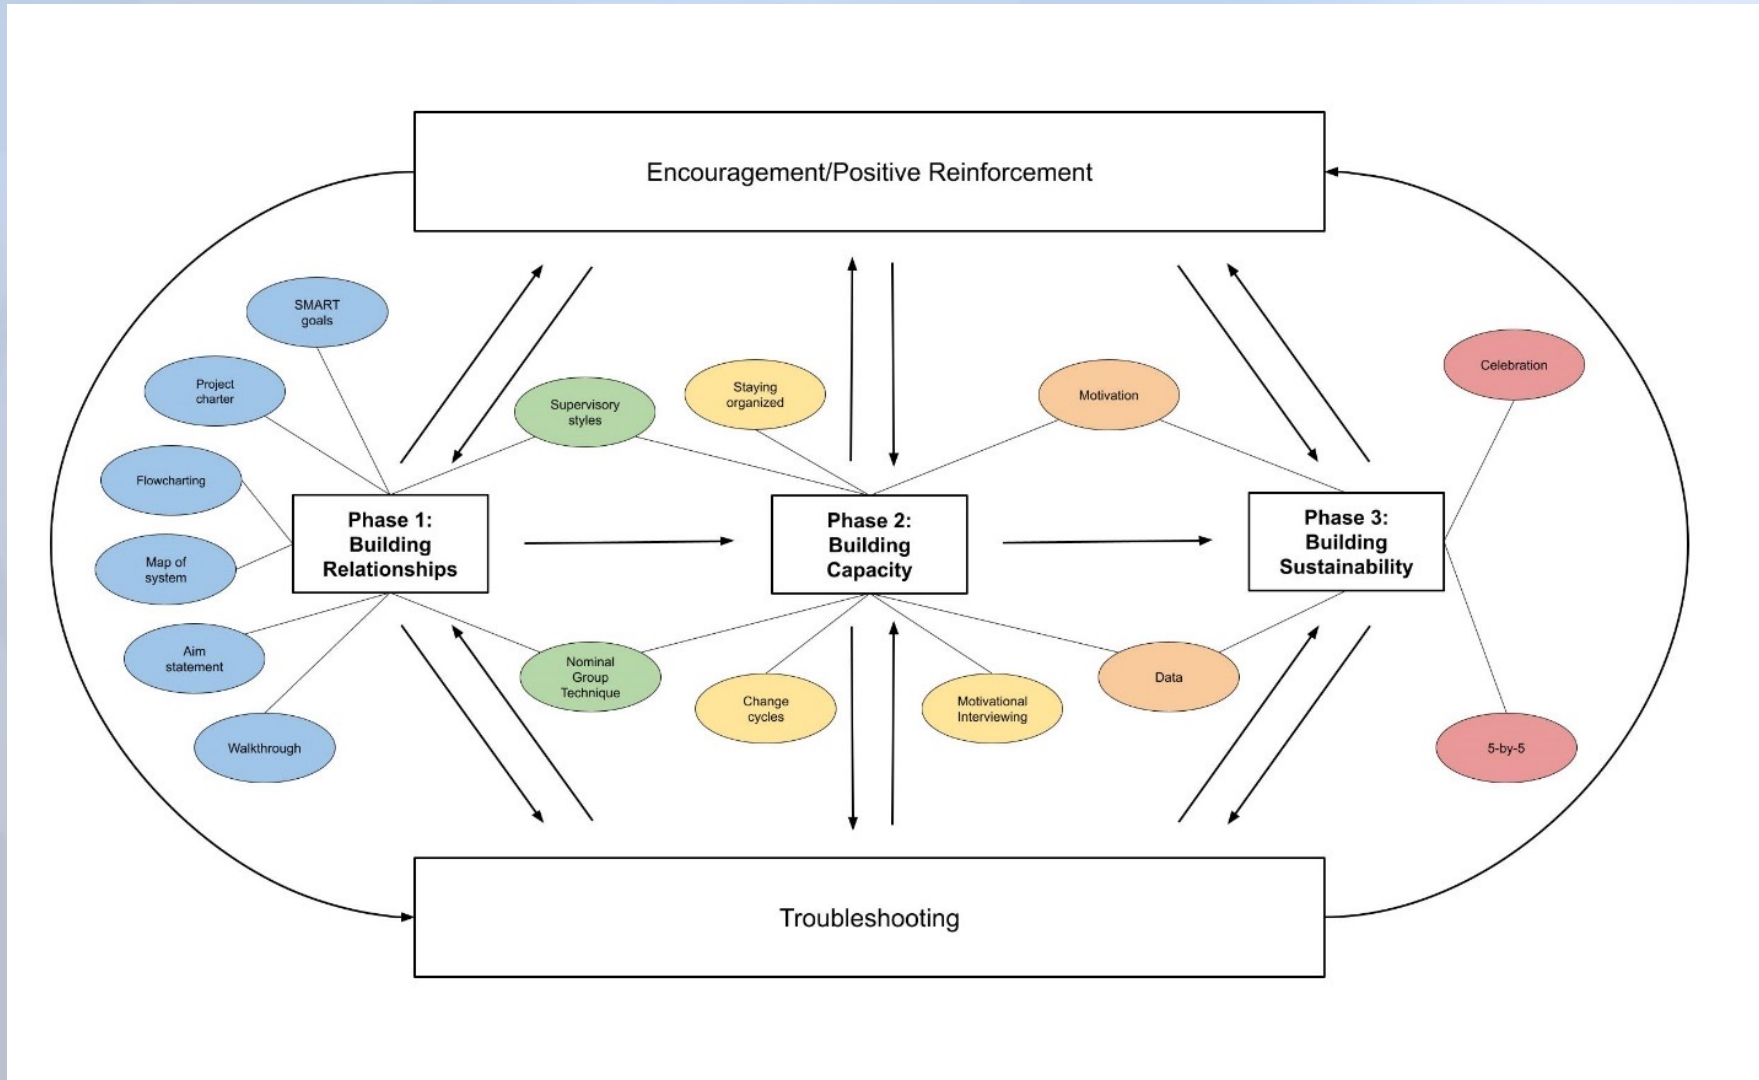 Encouragement/Positive Reinforcement
SMART
goals
Project
charter
Flowcharting
Map of
system
Aim
statement
Walkthrough
Supervisory
styles
Staying
organized
Motivation
Celebration
Phase 1:
Building
Relationships
Phase 2:
Building
Capacity
Phase 3:
Building
Sustainability
Nominal
Group
Technique
Change
cycles
Motivational
Interviewing
Data
5-by-5
Troubleshooting